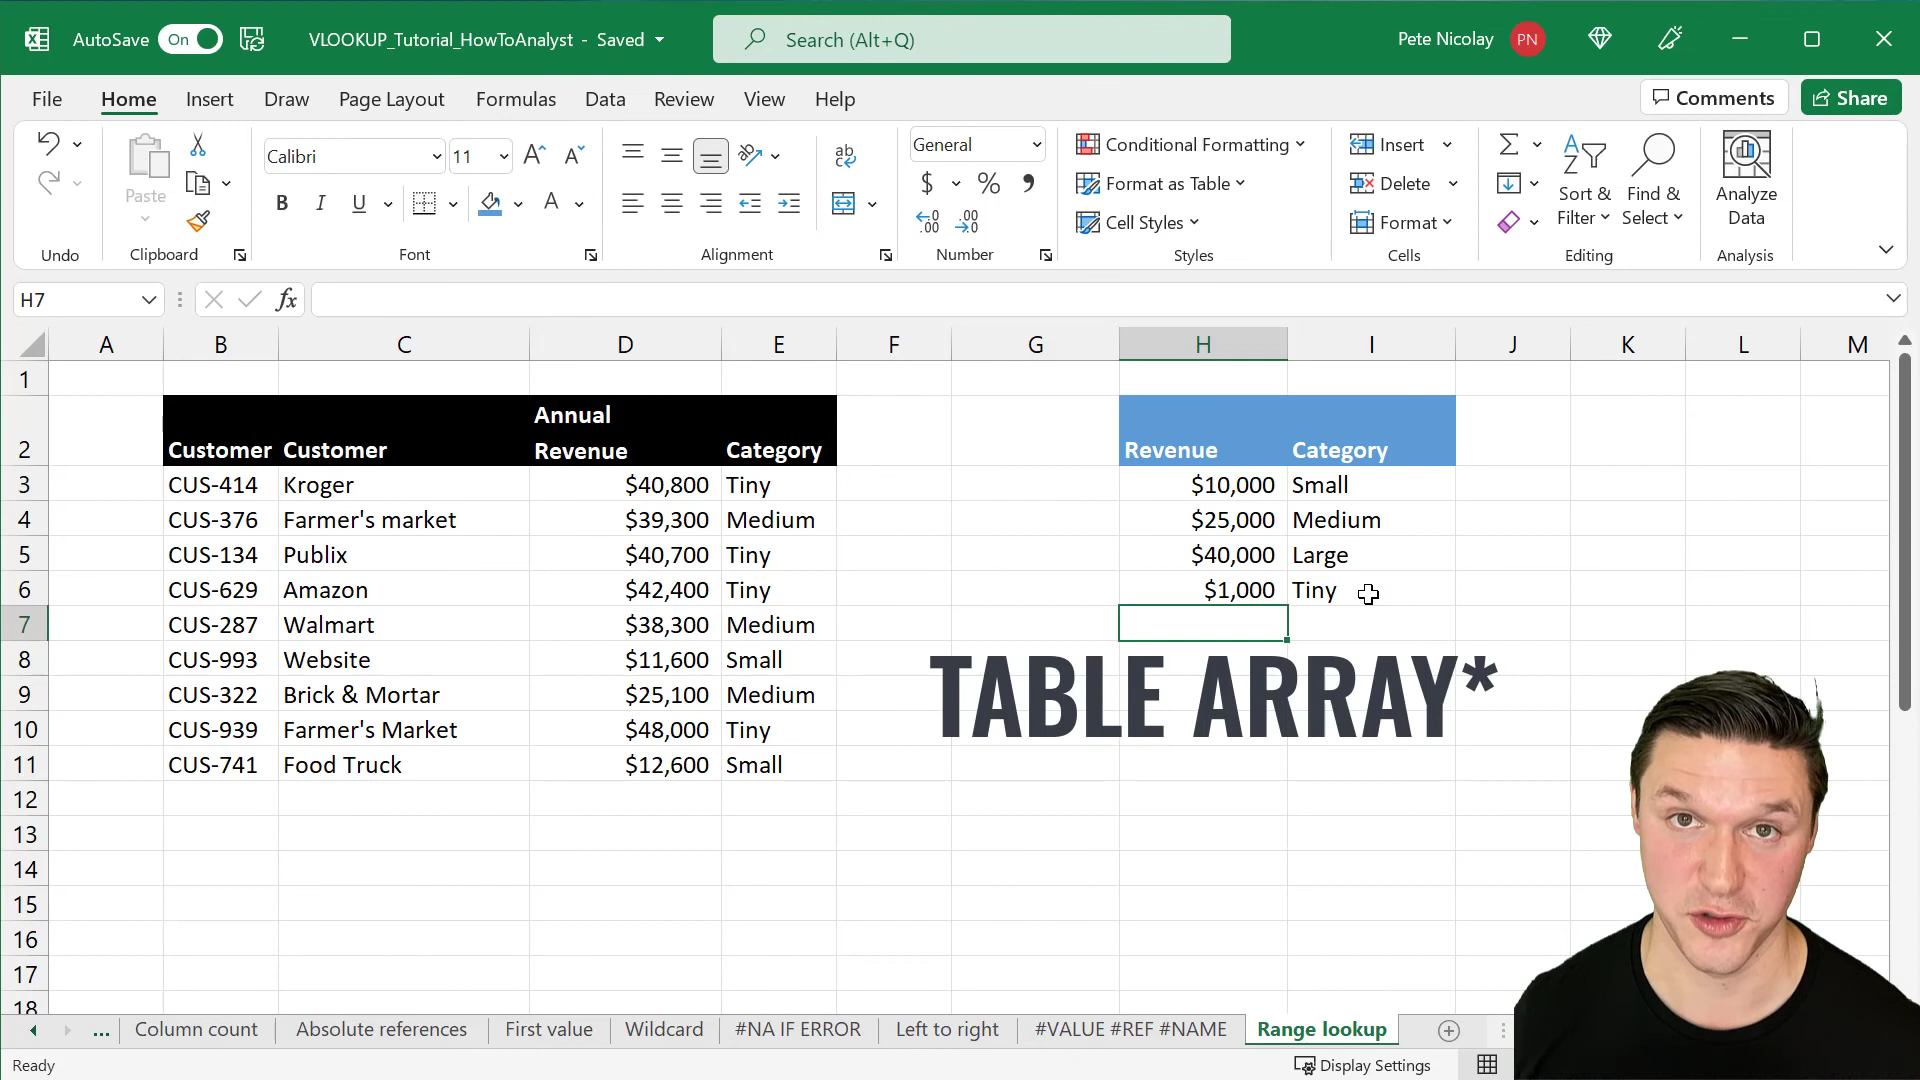 AutoSave On VLOOKUP_Tutorial_HowToAnalyst - Saved Search (Alt+Q) Pete Nicolay PN
File Home Insert Draw Page Layout Formulas Data Review View Help Comments Share
Paste
Calibri 11
B I U A
ab
General
$ % 9
Conditional Formatting
Format as Table
Cell Styles
Insert
Delete
Format
Sort & Filter
Find & Select
Analyze Data
Undo Clipboard Font Alignment Number Styles Cells Editing Analysis
H7 fx
A B C D E F G H I J K L M
1
2 Customer Customer Annual Revenue Category Revenue Category
3 CUS-414 Kroger $40,800 Tiny $10,000 Small
4 CUS-376 Farmer's market $39,300 Medium $25,000 Medium
5 CUS-134 Publix $40,700 Tiny $40,000 Large
6 CUS-629 Amazon $42,400 Tiny $1,000 Tiny
7 CUS-287 Walmart $38,300 Medium
8 CUS-993 Website $11,600 Small
9 CUS-322 Brick & Mortar $25,100 Medium
TABLE ARRAY*
10 CUS-939 Farmer's Market $48,000 Tiny
11 CUS-741 Food Truck $12,600 Small
12
13
14
15
16
17
18
... Column count Absolute references First value Wildcard #NA IF ERROR Left to right #VALUE #REF #NAME Range lookup
Ready Display Settings